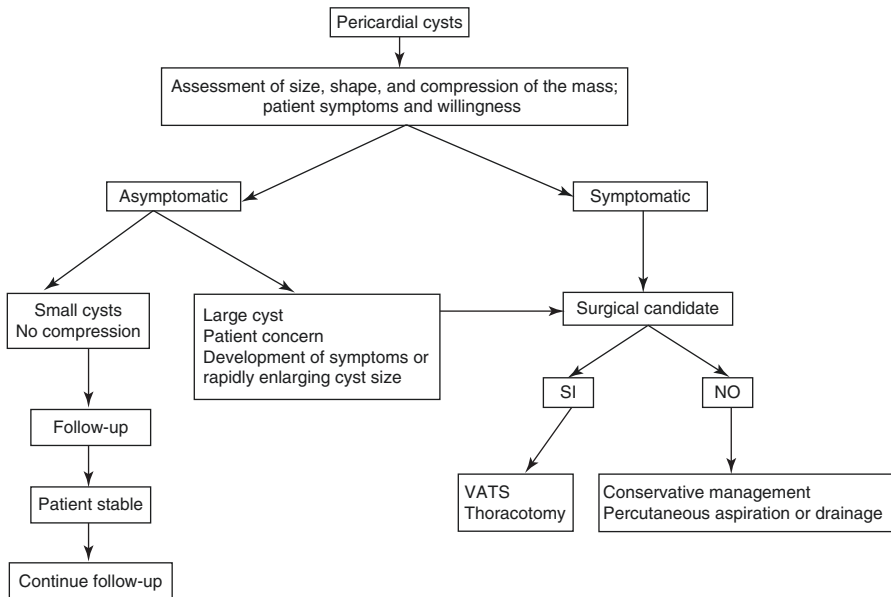 Pericardial cysts
Assessment of size, shape, and compression of the mass;
patient symptoms and willingness
Asymptomatic
Symptomatic
Small cysts
No compression
Large cyst
Patient concern
Development of symptoms or
rapidly enlarging cyst size
Surgical candidate
SI
NO
Follow-up
VATS
Thoracotomy
Conservative management
Percutaneous aspiration or drainage
Patient stable
Continue follow-up